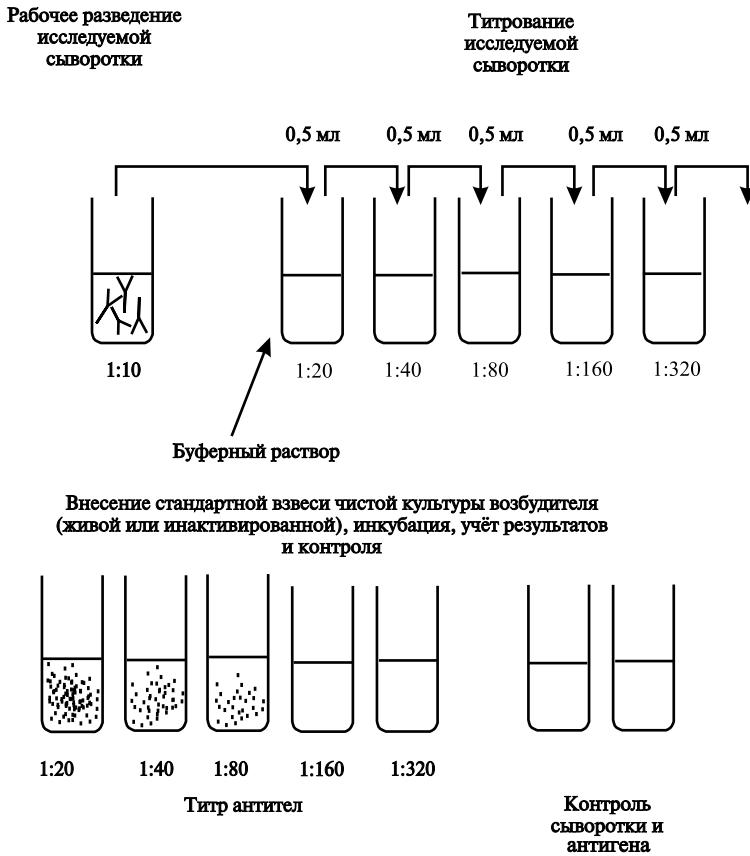 Рабочее разведение
исследуемой
сыворотки
Титрование
исследуемой
сыворотки
0,5 мл 0,5 мл 0,5 мл 0,5 мл 0,5 мл
1:10 1:20 1:40 1:80 1:160 1:320
Буферный раствор
Внесение стандартной взвеси чистой культуры возбудителя
(живой или инактивированной), инкубация, учёт результатов
и контроля
1:20 1:40 1:80 1:160 1:320
Титр антител
Контроль
сыворотки и
антигена